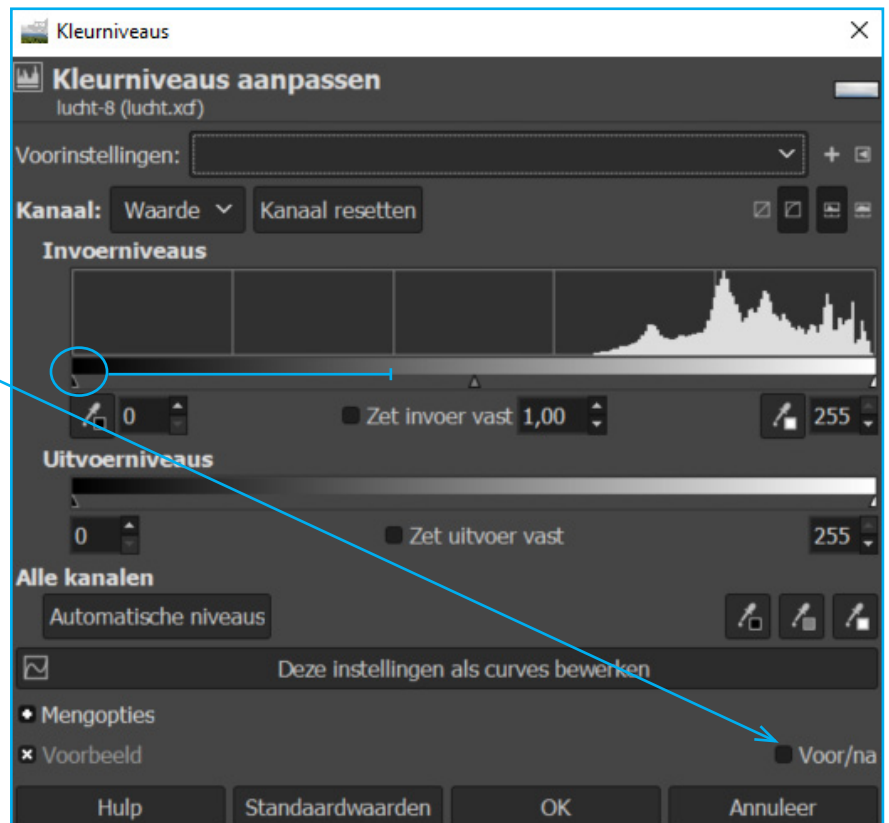 Kleurniveaus
Kleurniveaus aanpassen
lucht-8 (lucht.xcf)
Voorinstellingen:
Kanaal: Waarde Kanaal resetten
Invoerniveaus
0 Zet invoer vast 1,00 255
Uitvoerniveaus
0 Zet uitvoer vast 255
Alle kanalen
Automatische niveaus
Deze instellingen als curves bewerken
Mengopties
Voorbeeld Voor/na
Hulp Standaardwaarden OK Annuleer